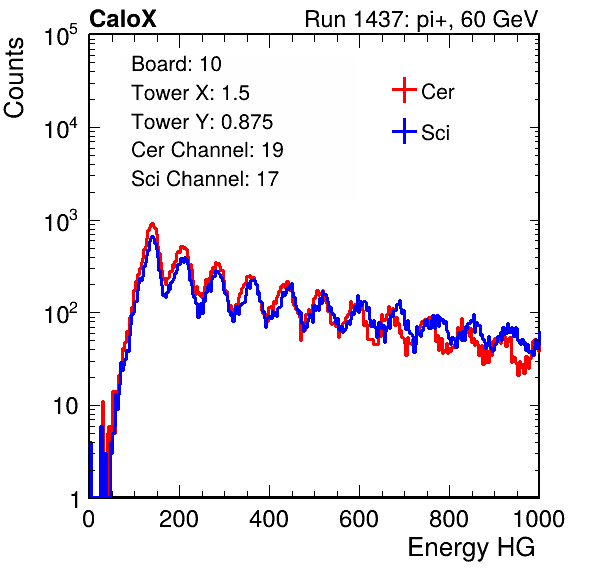 CaloX Run 1437: pi+, 60 GeV
Counts
Board: 10
Tower X: 1.5
Tower Y: 0.875
Cer Channel: 19
Sci Channel: 17
Cer
Sci
10^5
10^4
10^3
10^2
10
1
0 200 400 600 800 1000
Energy HG